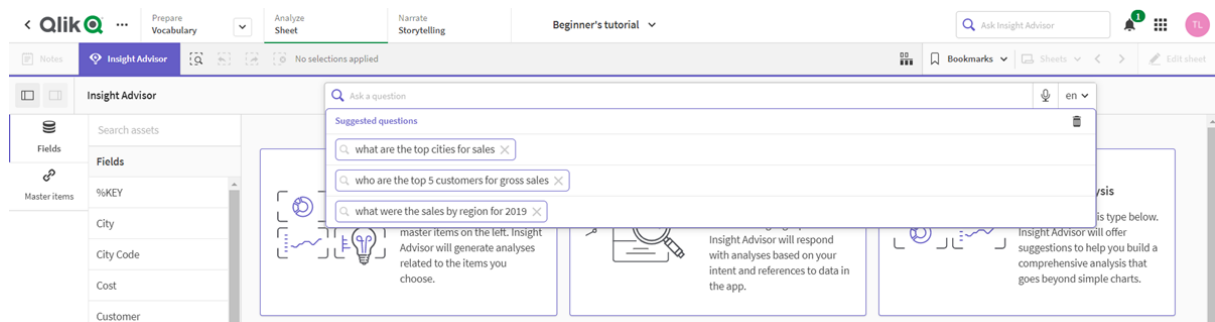 Qlik
Prepare
Vocabulary
Analyze
Sheet
Narrate
Storytelling
Beginner's tutorial
Ask Insight Advisor
1
TL
Notes
Insight Advisor
No selections applied
Bookmarks
Sheets
Edit sheet
Insight Advisor
Ask a question
en
Suggested questions
what are the top cities for sales
who are the top 5 customers for gross sales
what were the sales by region for 2019
Fields
Master items
Search assets
Fields
%KEY
City
City Code
Cost
Customer
master items on the left. Insight
Advisor will generate analyses
related to the items you
choose.
Insight Advisor will respond
with analyses based on your
intent and references to data in
the app.
ysis
is type below.
Insight Advisor will offer
suggestions to help you build a
comprehensive analysis that
goes beyond simple charts.